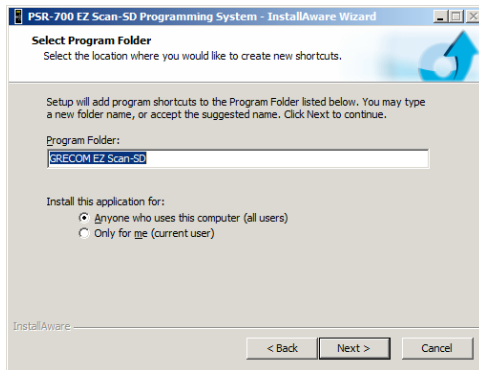 PSR-700 EZ Scan-SD Programming System - InstallAware Wizard
Select Program Folder
Select the location where you would like to create new shortcuts.
Setup will add program shortcuts to the Program Folder listed below. You may type
a new folder name, or accept the suggested name. Click Next to continue.
Program Folder:
GRECOM EZ Scan-SD
Install this application for:
Anyone who uses this computer (all users)
Only for me (current user)
InstallAware
< Back Next > Cancel